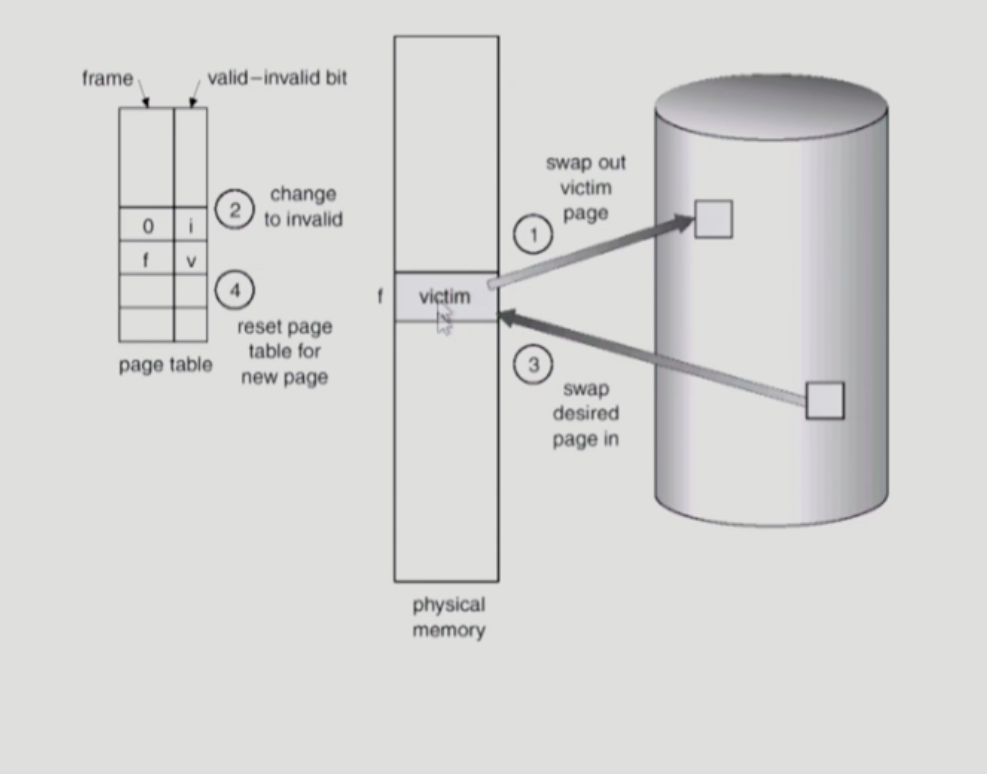 frame
valid–invalid bit
0 i
f v
page table
2
change
to invalid
4
reset page
table for
new page
f
victim
physical
memory
swap out
victim
page
1
3
swap
desired
page in